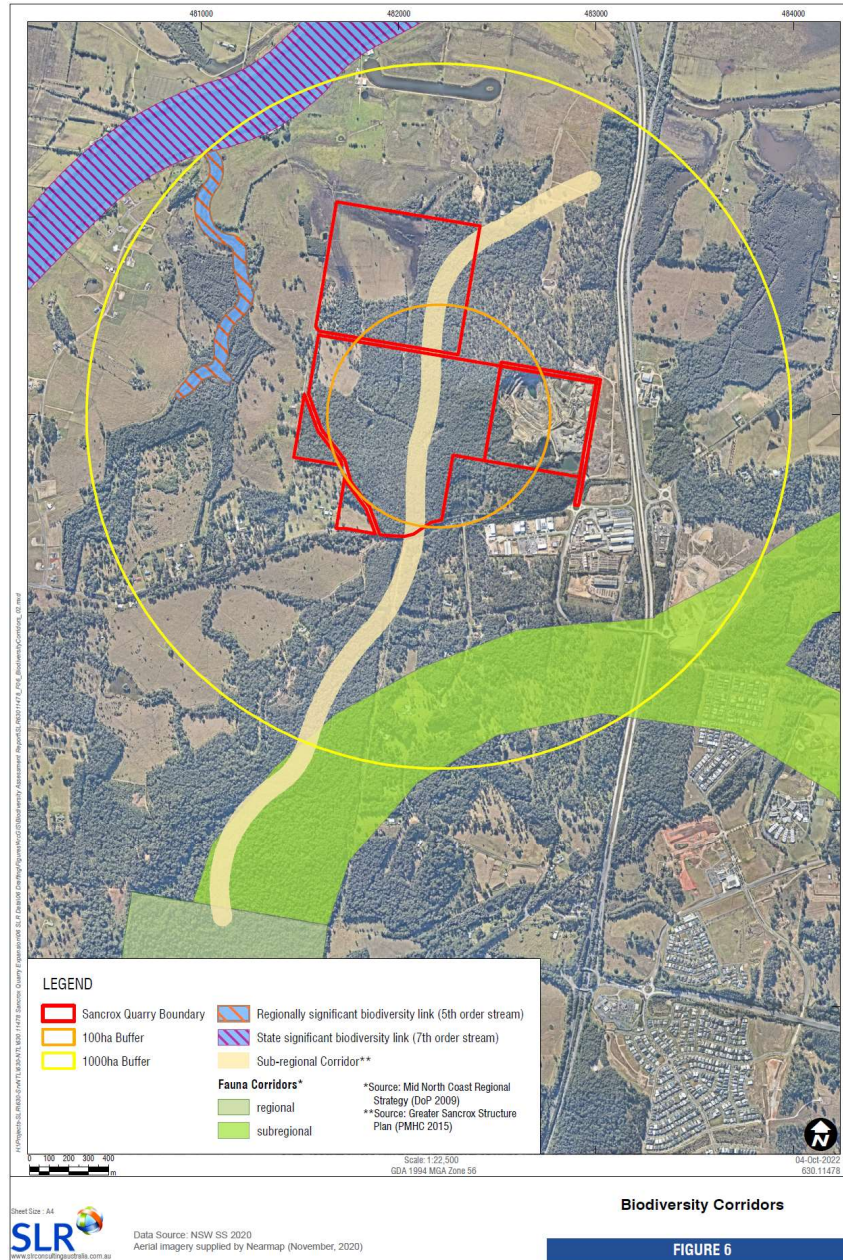 481000
482000
483000
484000
LEGEND
Sancrox Quarry Boundary
100ha Buffer
1000ha Buffer
Regionally significant biodiversity link (5th order stream)
State significant biodiversity link (7th order stream)
Sub-regional Corridor**
Fauna Corridors*
regional
subregional
*Source: Mid North Coast Regional
Strategy (DoP 2009)
**Source: Greater Sancrox Structure
Plan (PMHC 2015)
N
0 100 200 300 400
m
Scale: 1:22,500
GDA 1994 MGA Zone 56
04-Oct-2022
630.11478
Sheet Size : A4
SLR
www.slrconsultingaustralia.com.au
Data Source: NSW SS 2020
Aerial imagery supplied by Nearmap (November, 2020)
Biodiversity Corridors
FIGURE 6